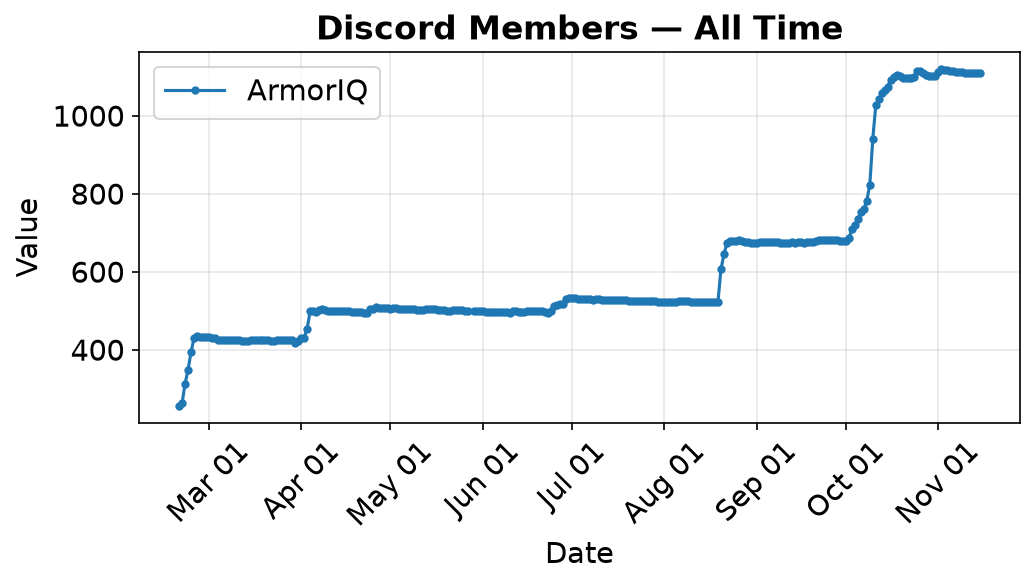 Discord Members — All Time
ArmorIQ
Value
1000
800
600
400
Mar 01
Apr 01
May 01
Jun 01
Jul 01
Aug 01
Sep 01
Oct 01
Nov 01
Date